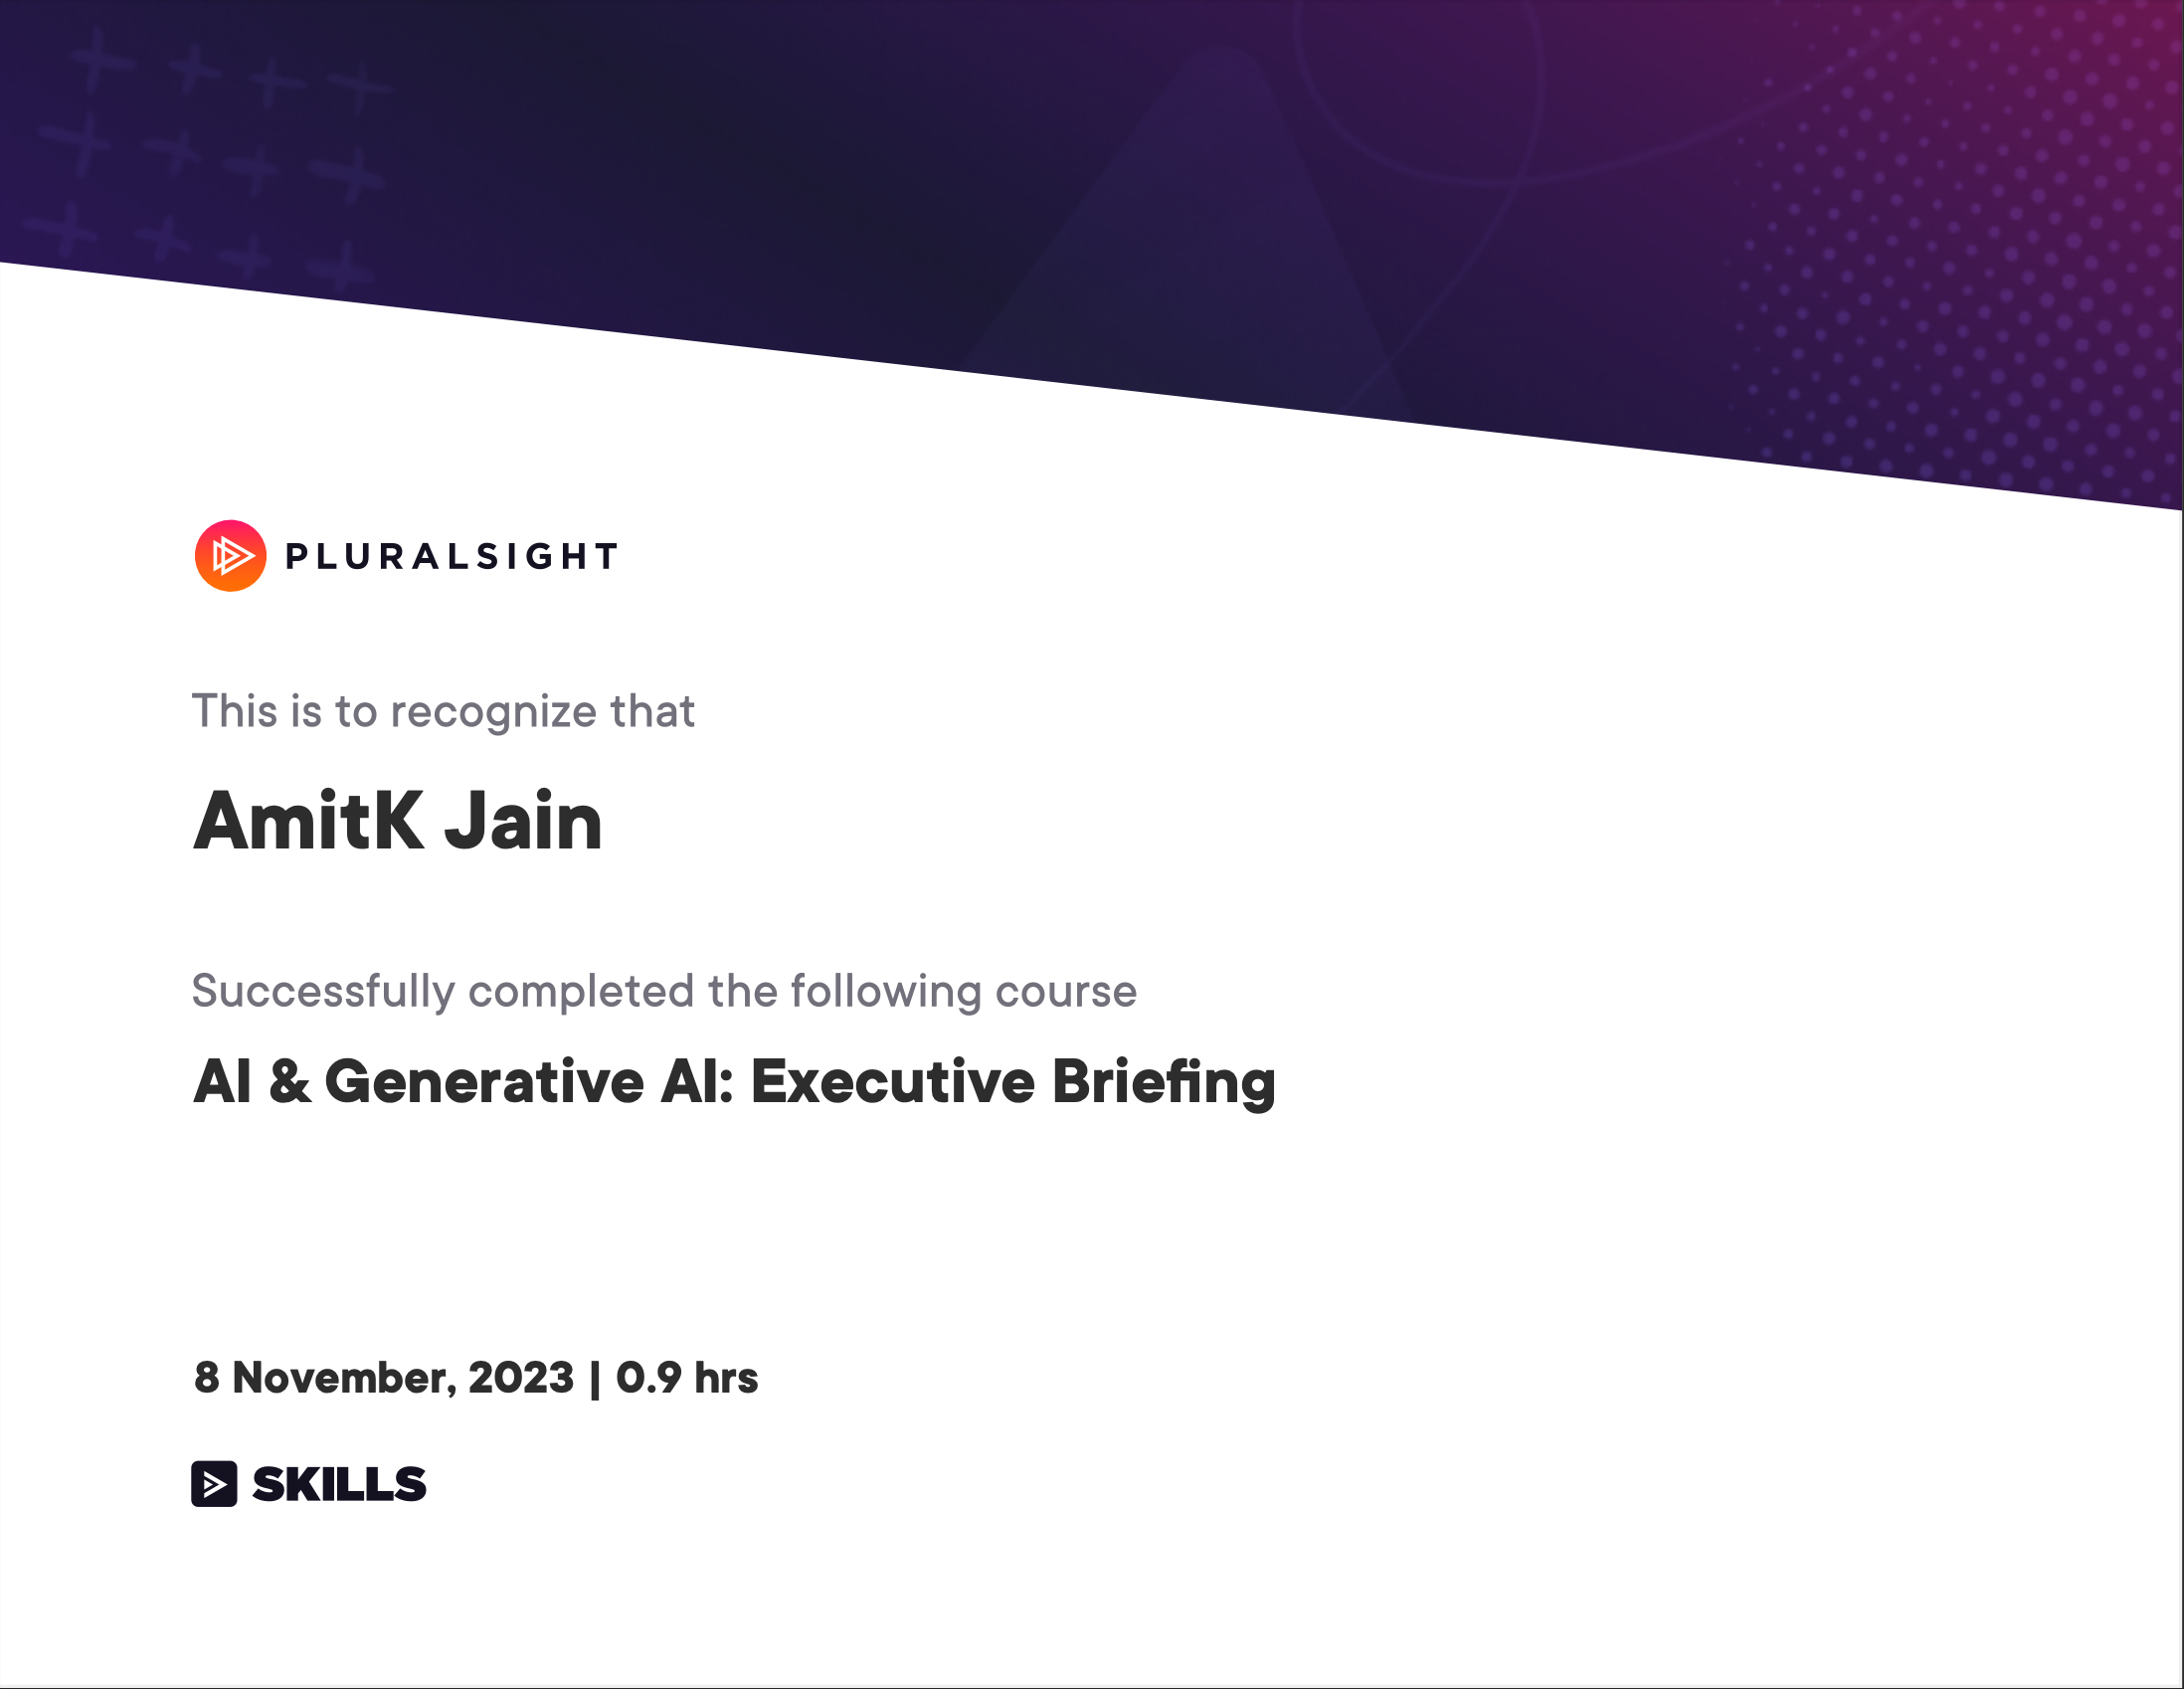 PLURALSIGHT
This is to recognize that
AmitK Jain
Successfully completed the following course
AI & Generative AI: Executive Briefing
8 November, 2023 | 0.9 hrs
SKILLS